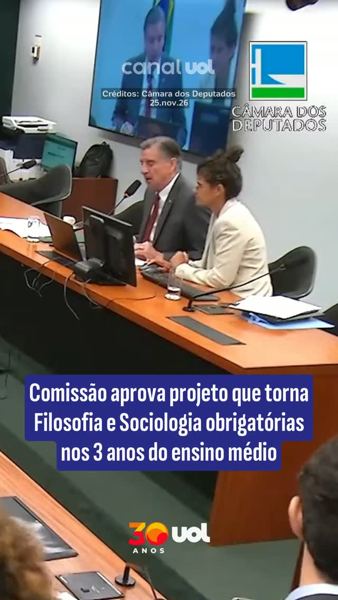 canal uol
Créditos: Câmara dos Deputados
25.nov.26
CÂMARA DOS
DEPUTADOS
Comissão aprova projeto que torna
Filosofia e Sociologia obrigatórias
nos 3 anos do ensino médio
30 uol
ANOS